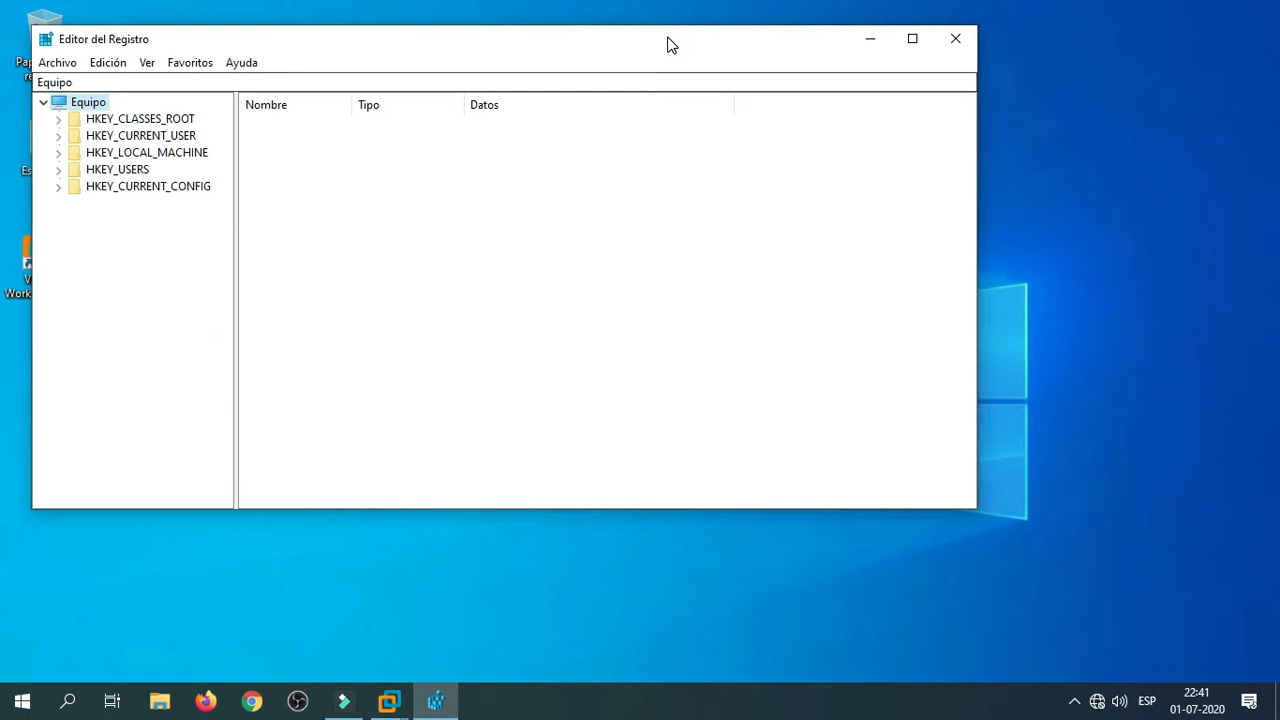 Editor del Registro
Archivo Edición Ver Favoritos Ayuda
Equipo
Equipo
HKEY_CLASSES_ROOT
HKEY_CURRENT_USER
HKEY_LOCAL_MACHINE
HKEY_USERS
HKEY_CURRENT_CONFIG
Nombre Tipo Datos
ESP
22:41
01-07-2020